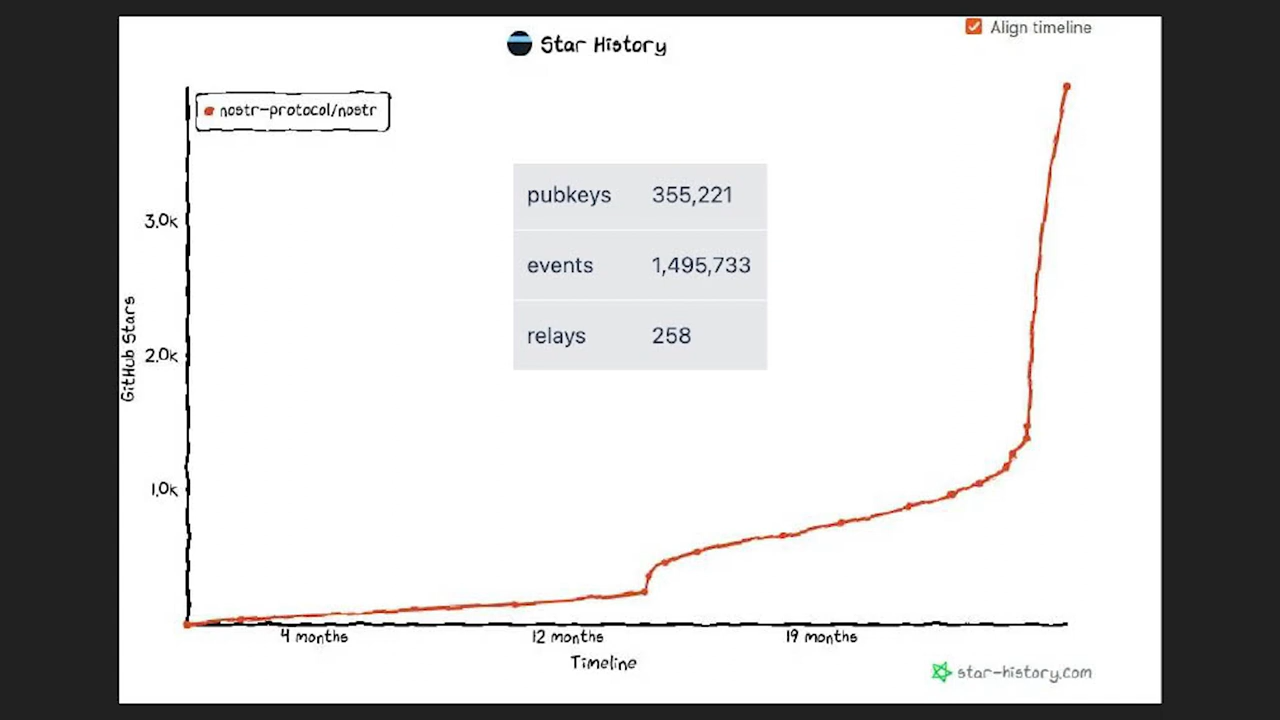 Star History
Align timeline
nostr-protocol/nostr
pubkeys 355,221
events 1,495,733
relays 258
GitHub Stars
3.0k
2.0k
1.0k
4 months 12 months 19 months
Timeline
star-history.com